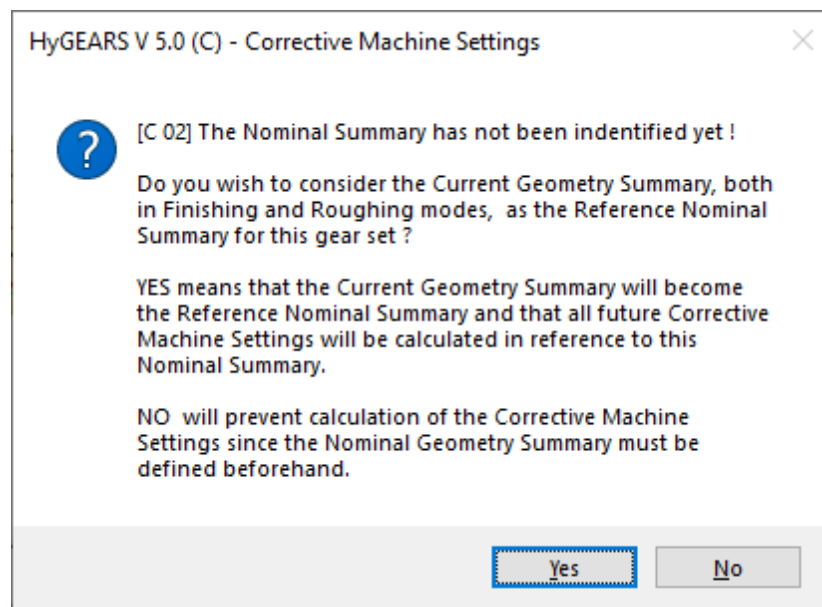 HyGEARS V 5.0 (C) - Corrective Machine Settings
[C 02] The Nominal Summary has not been indentified yet !
Do you wish to consider the Current Geometry Summary, both
in Finishing and Roughing modes,  as the Reference Nominal
Summary for this gear set ?
YES means that the Current Geometry Summary will become
the Reference Nominal Summary and that all future Corrective
Machine Settings will be calculated in reference to this
Nominal Summary.
NO  will prevent calculation of the Corrective Machine
Settings since the Nominal Geometry Summary must be
defined beforehand.
Yes
No